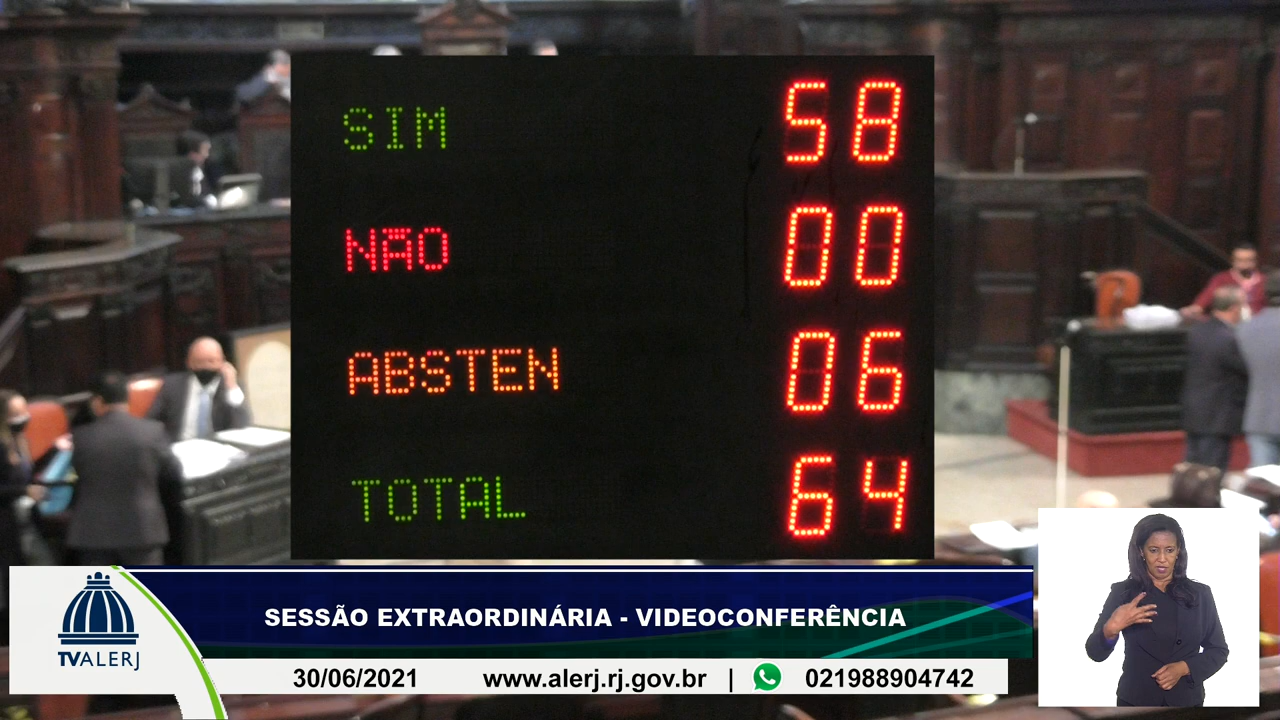 SIM 58
NÃO 00
ABSTEN 06
TOTAL 64
SESSÃO EXTRAORDINÁRIA - VIDEOCONFERÊNCIA
TVALERJ
30/06/2021 www.alerj.rj.gov.br | 021988904742